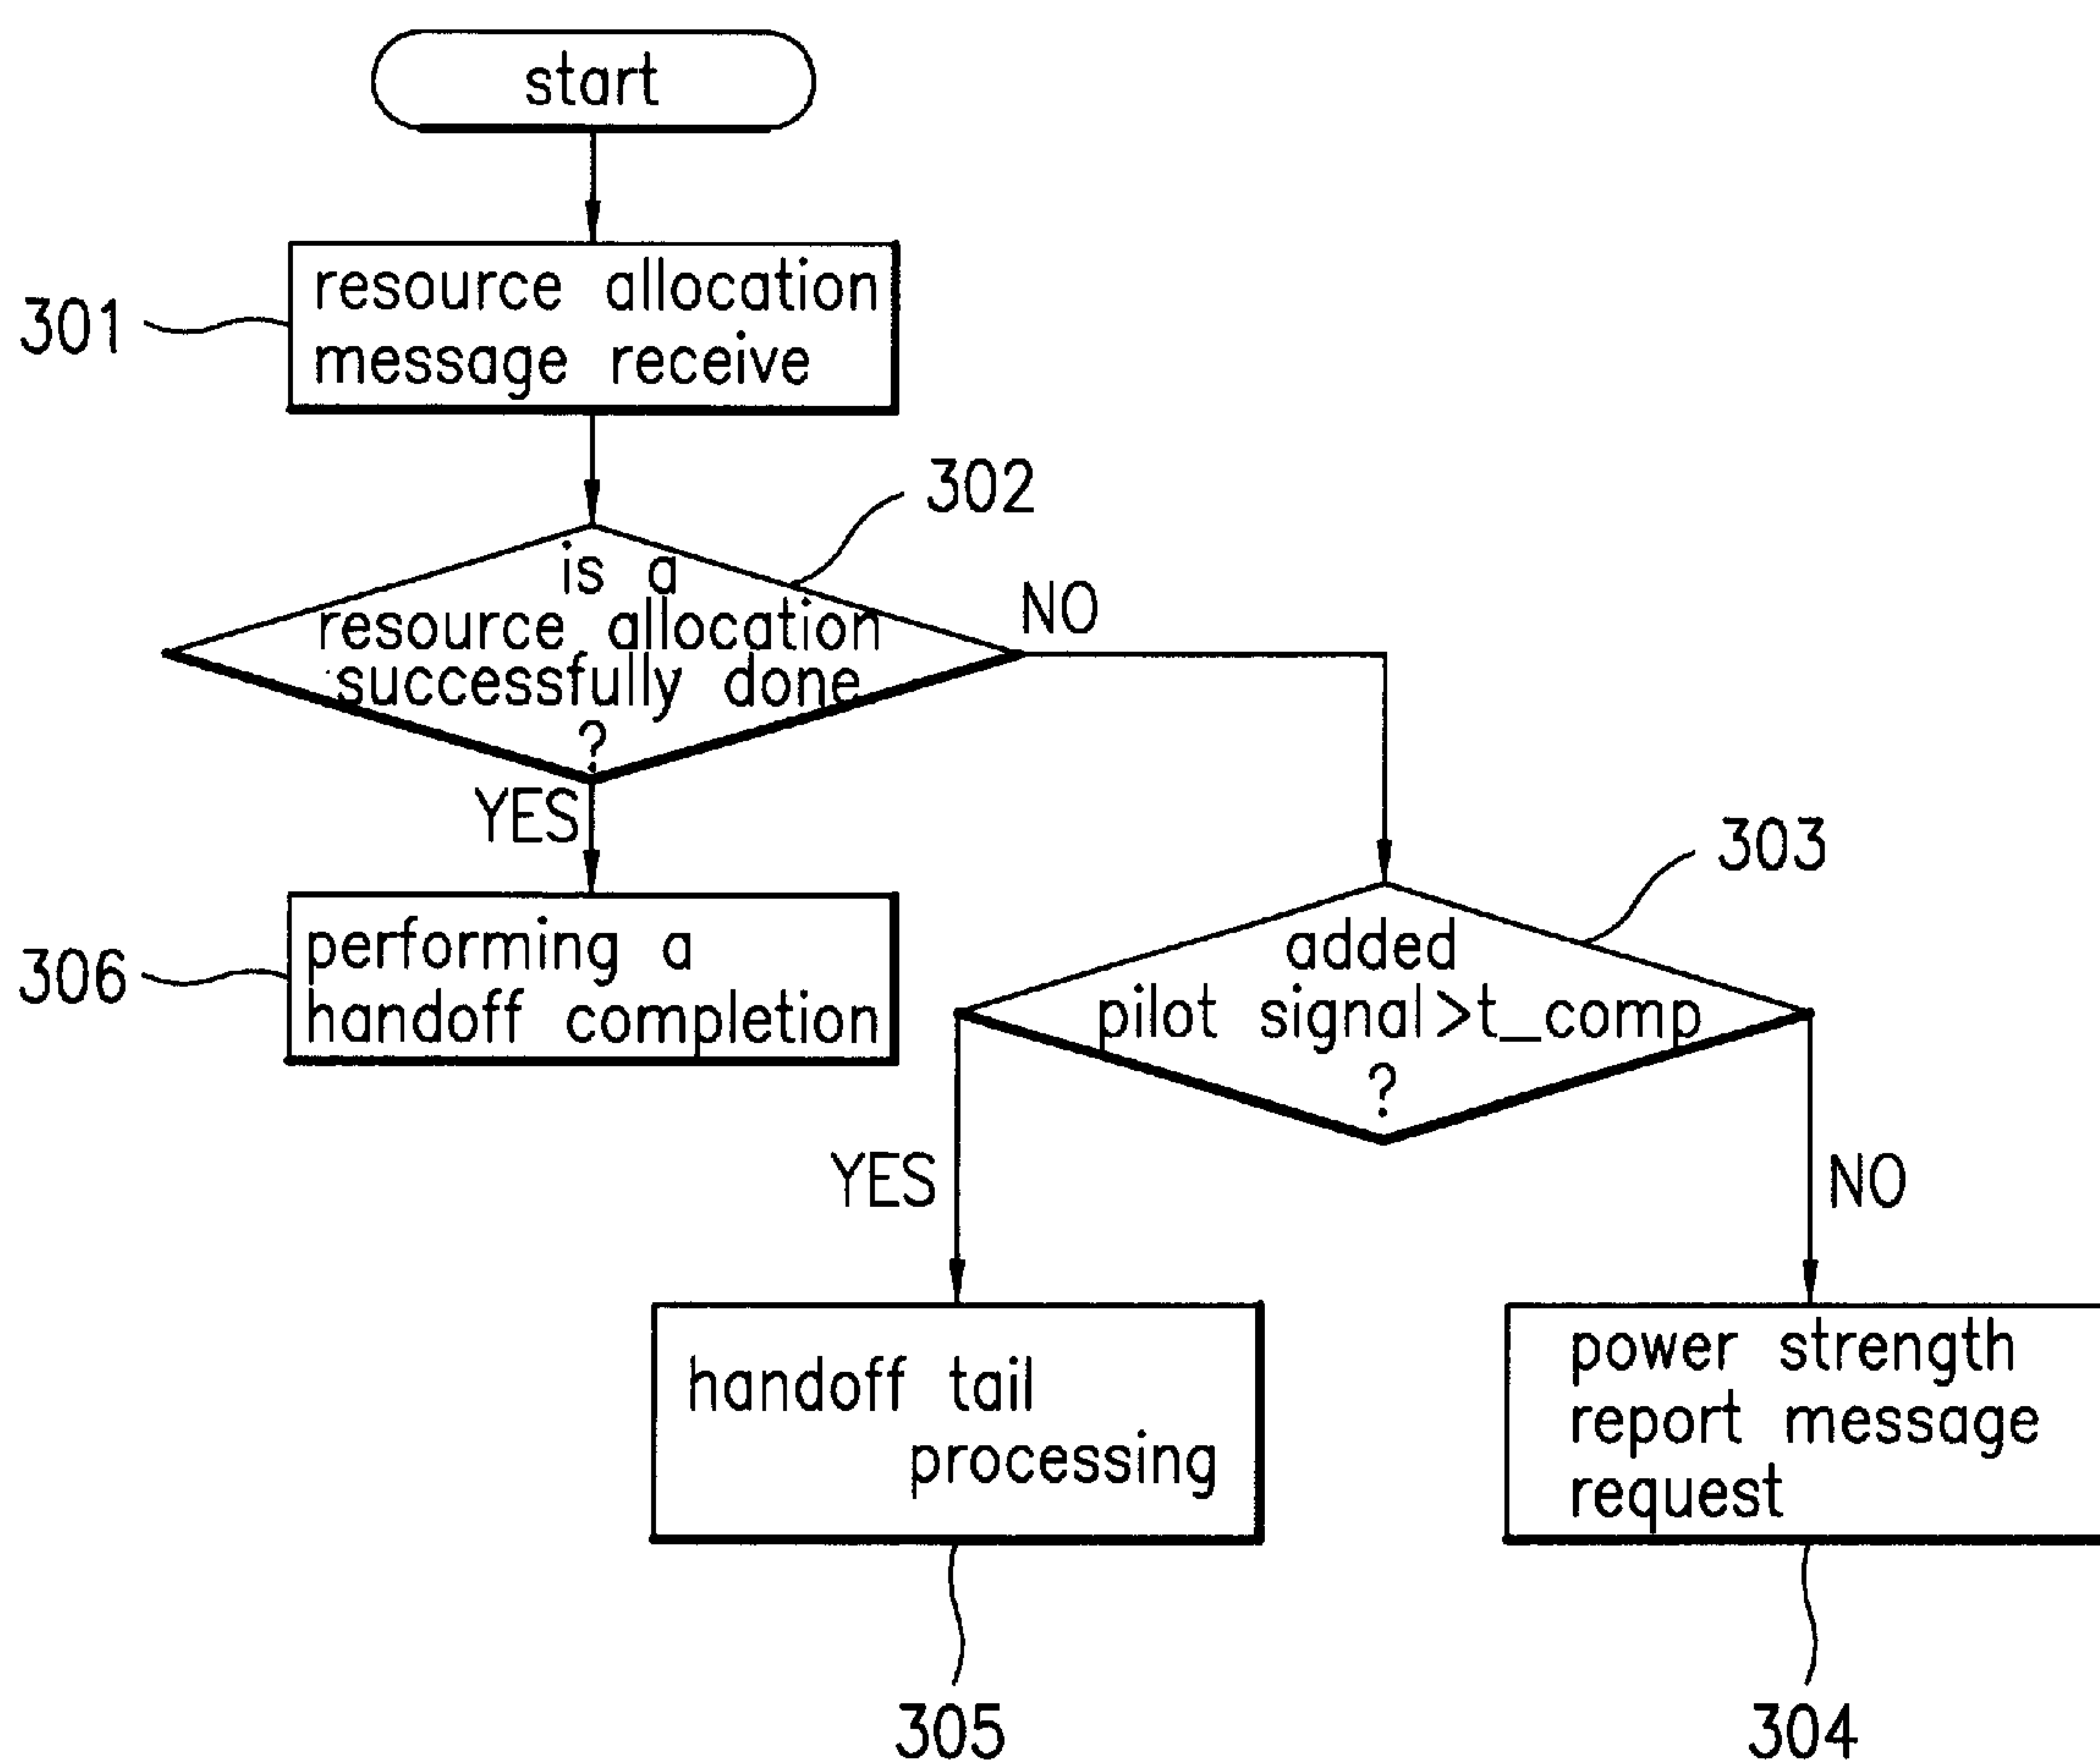 start
301
resource allocation
message receive
302
is a
resource allocation
successfully done
?
NO
YES
306
performing a
handoff completion
303
added
pilot signal>t_comp
?
YES
NO
handoff tail
processing
power strength
report message
request
305
304